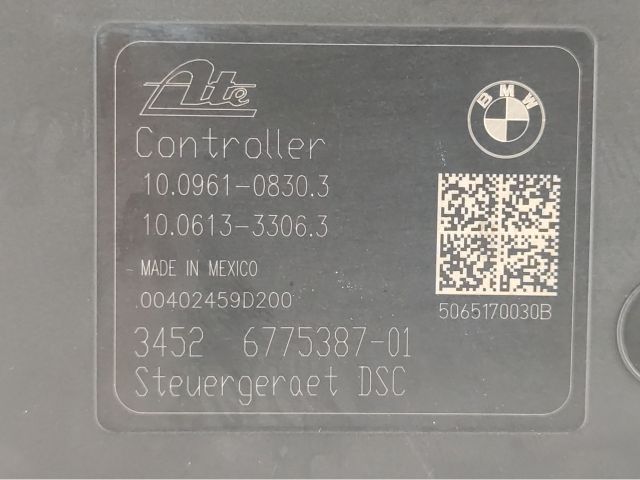 Ate
BMW
Controller
10.0961-0830.3
10.0613-3306.3
MADE IN MEXICO
.00402459D200
5065170030B
3452 6775387-01
Steuergeraet DSC